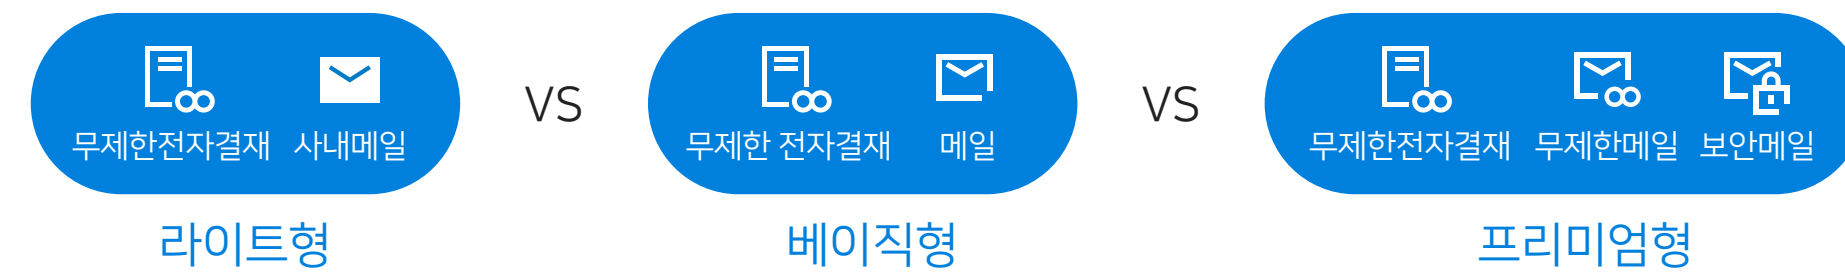 무제한전자결재 사내메일
라이트형
VS
무제한 전자결재 메일
베이직형
VS
무제한전자결재 무제한메일 보안메일
프리미엄형